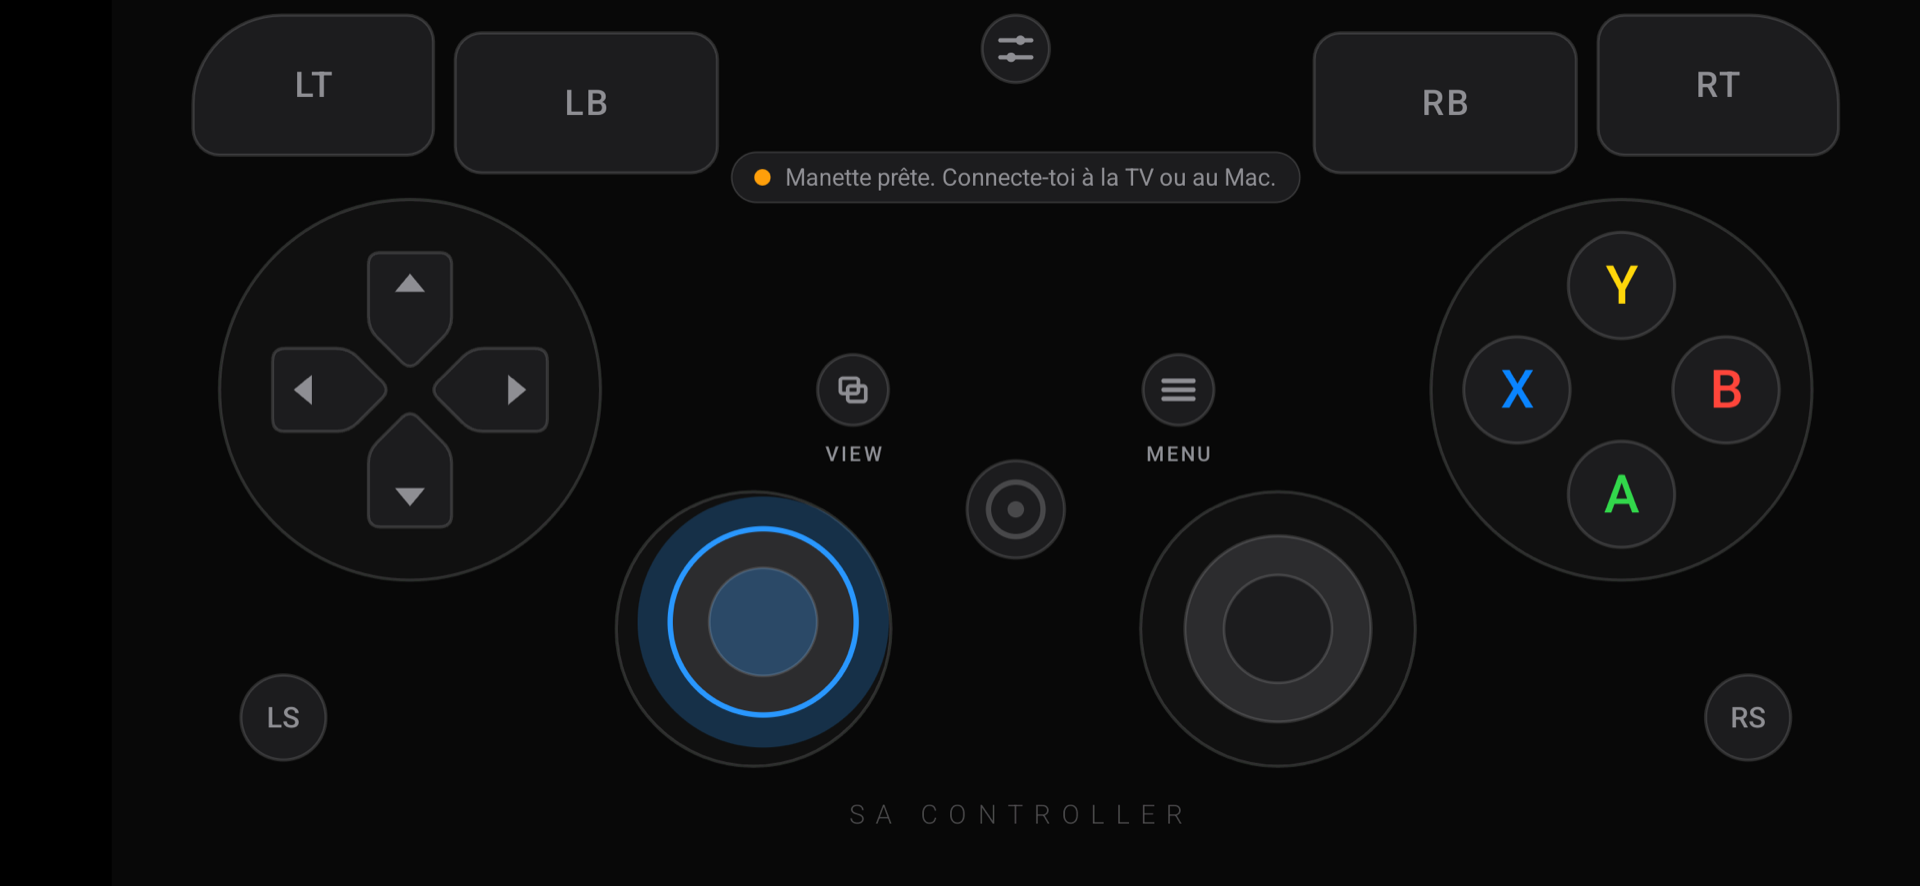 LT
LB
RB
RT
Manette prête. Connecte-toi à la TV ou au Mac.
Y
X
B
A
VIEW
MENU
LS
RS
SA CONTROLLER